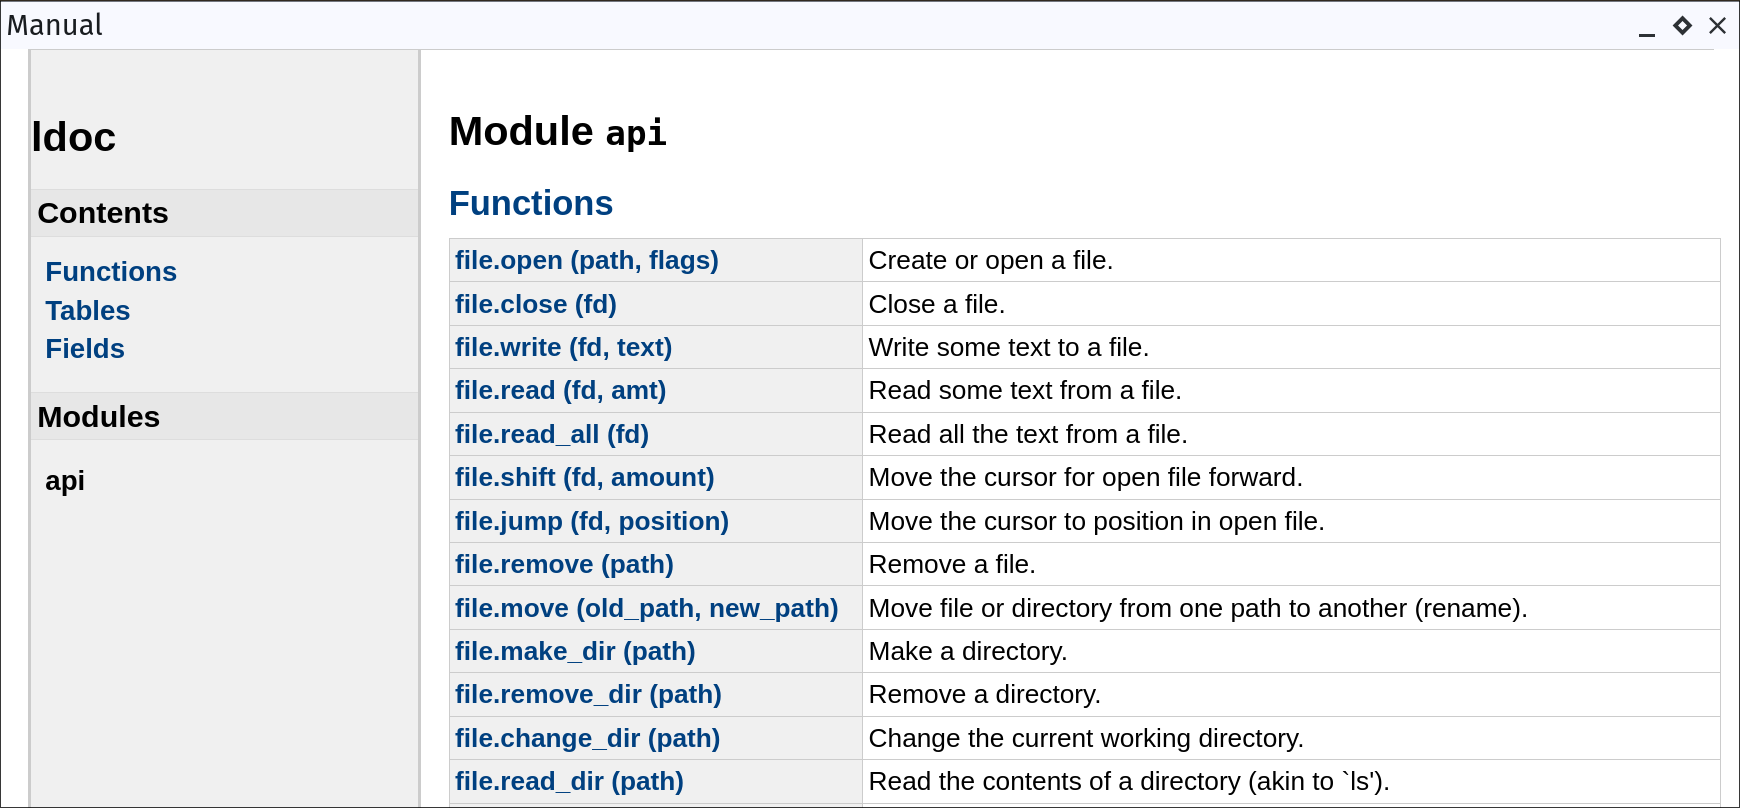 Manual
ldoc
Contents
Functions
Tables
Fields
Modules
api
Module api
Functions
file.open (path, flags) Create or open a file.
file.close (fd) Close a file.
file.write (fd, text) Write some text to a file.
file.read (fd, amt) Read some text from a file.
file.read_all (fd) Read all the text from a file.
file.shift (fd, amount) Move the cursor for open file forward.
file.jump (fd, position) Move the cursor to position in open file.
file.remove (path) Remove a file.
file.move (old_path, new_path) Move file or directory from one path to another (rename).
file.make_dir (path) Make a directory.
file.remove_dir (path) Remove a directory.
file.change_dir (path) Change the current working directory.
file.read_dir (path) Read the contents of a directory (akin to `ls').